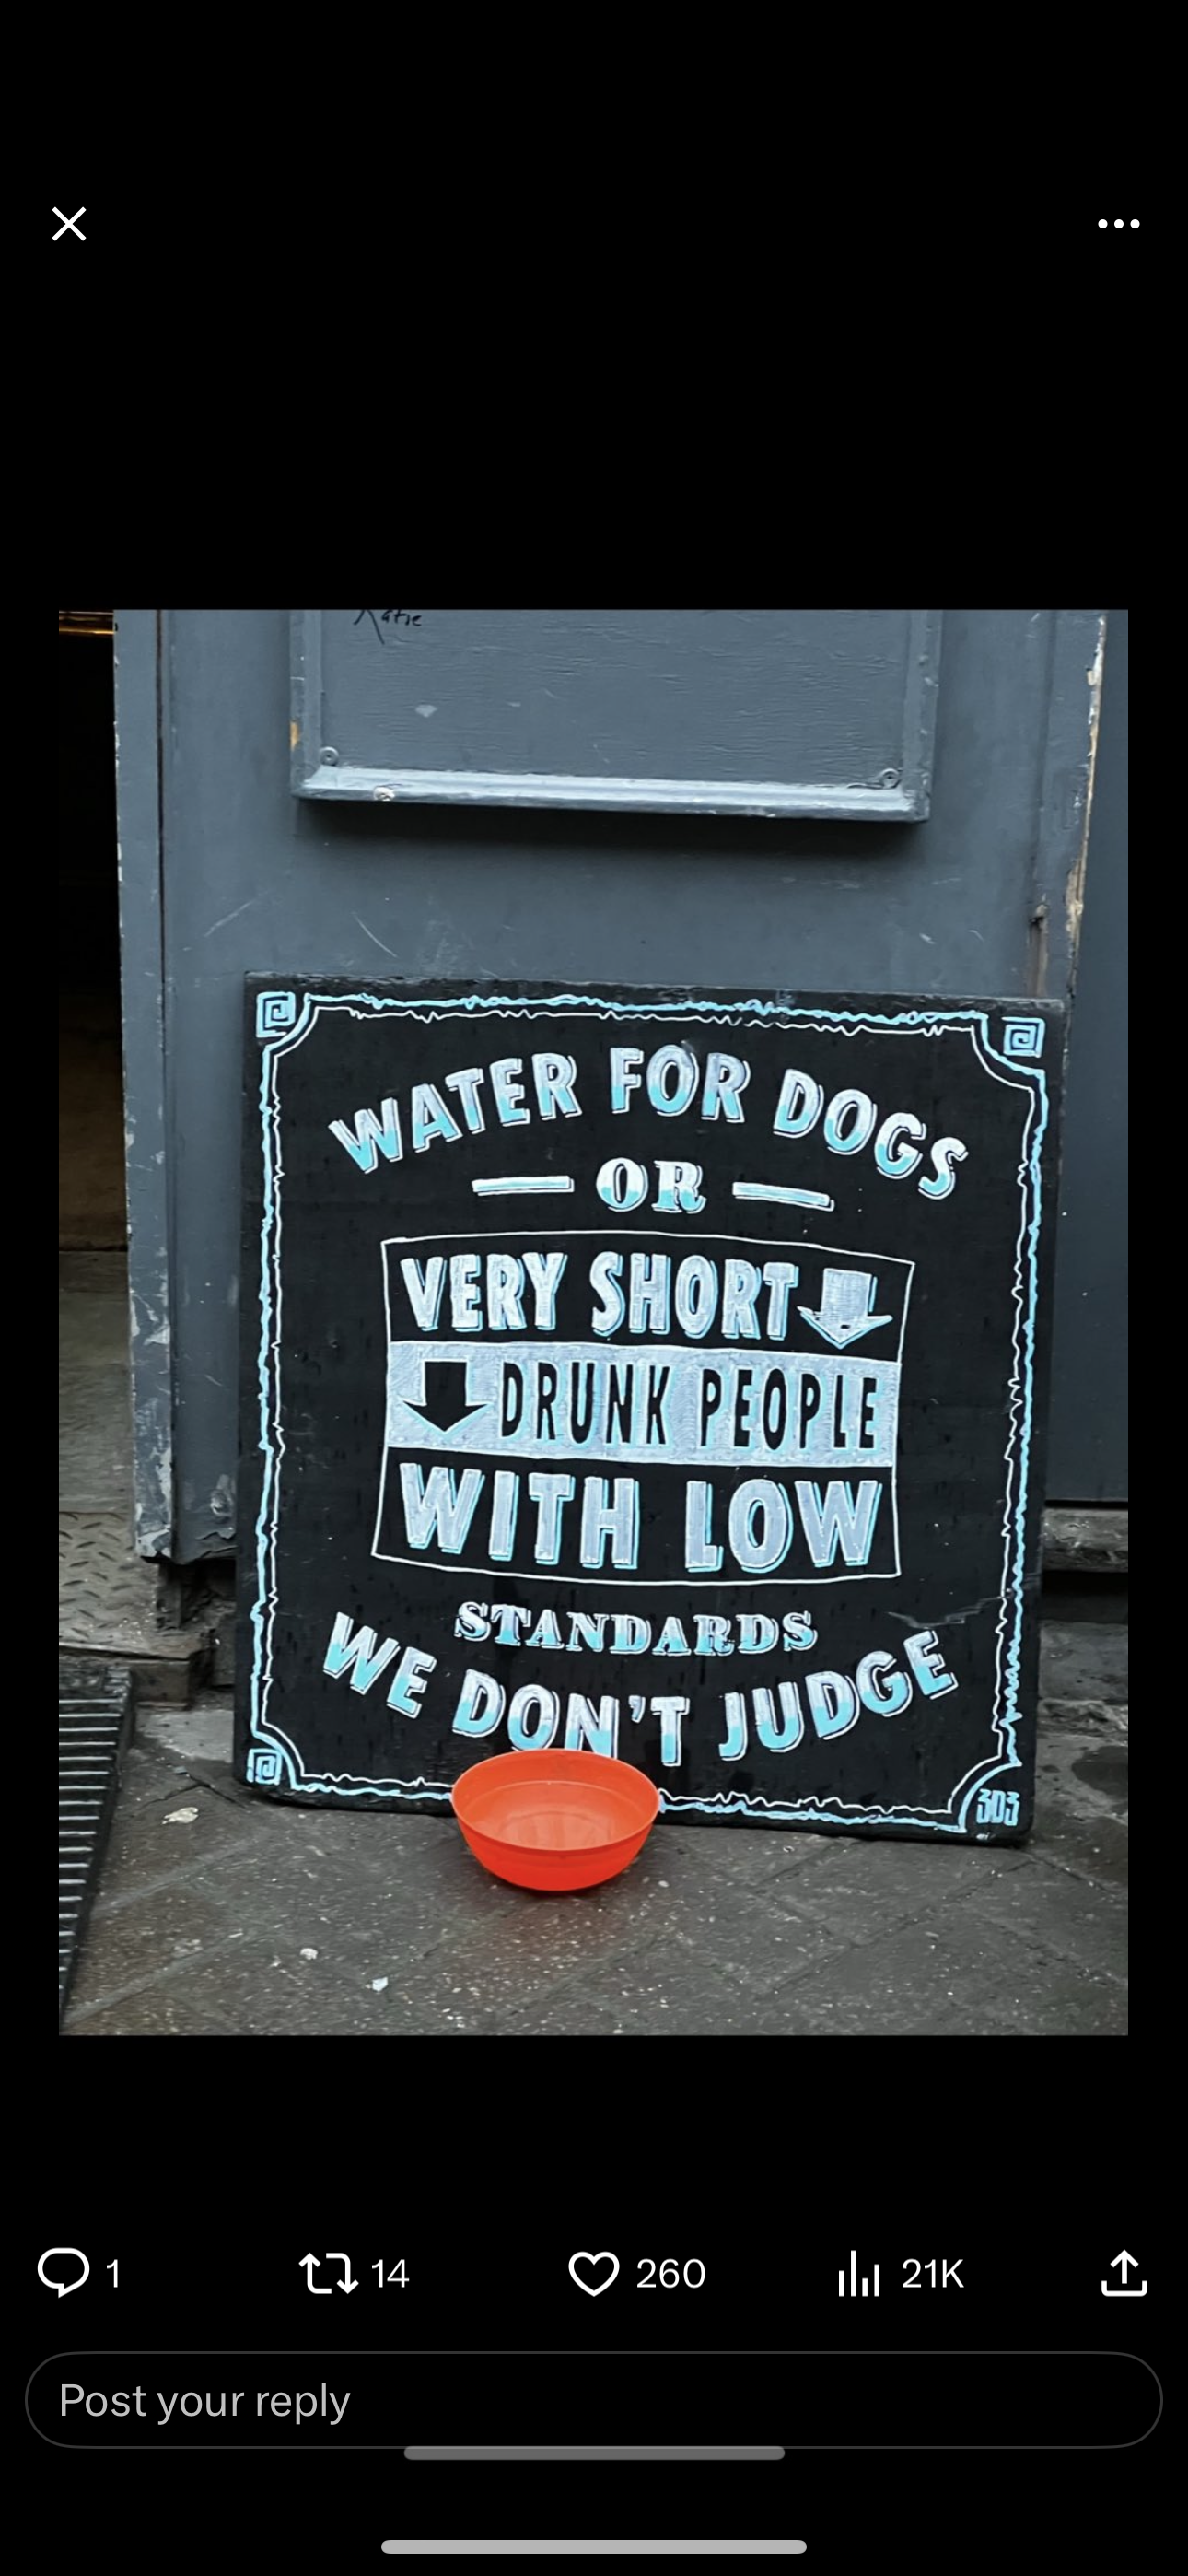 Katie
WATER FOR DOGS
OR
VERY SHORT
DRUNK PEOPLE
WITH LOW
STANDARDS
WE DON'T JUDGE
303
1 14 260 21K
Post your reply